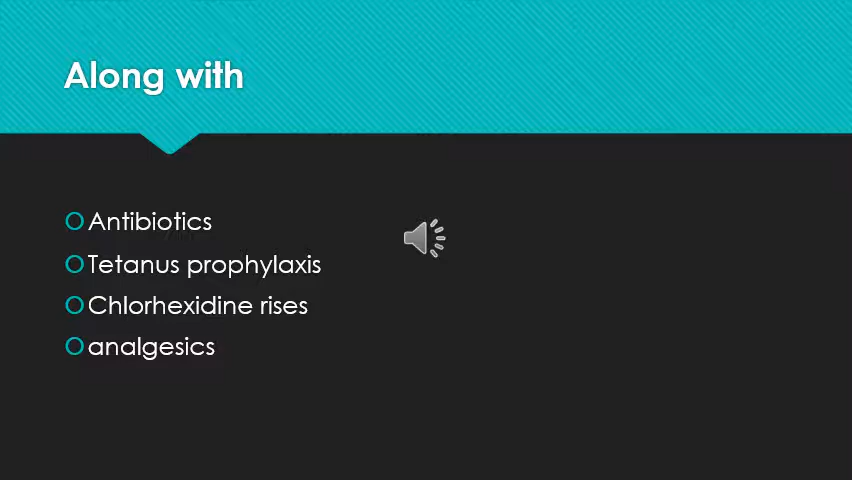 Along with
Antibiotics
Tetanus prophylaxis
Chlorhexidine rises
analgesics